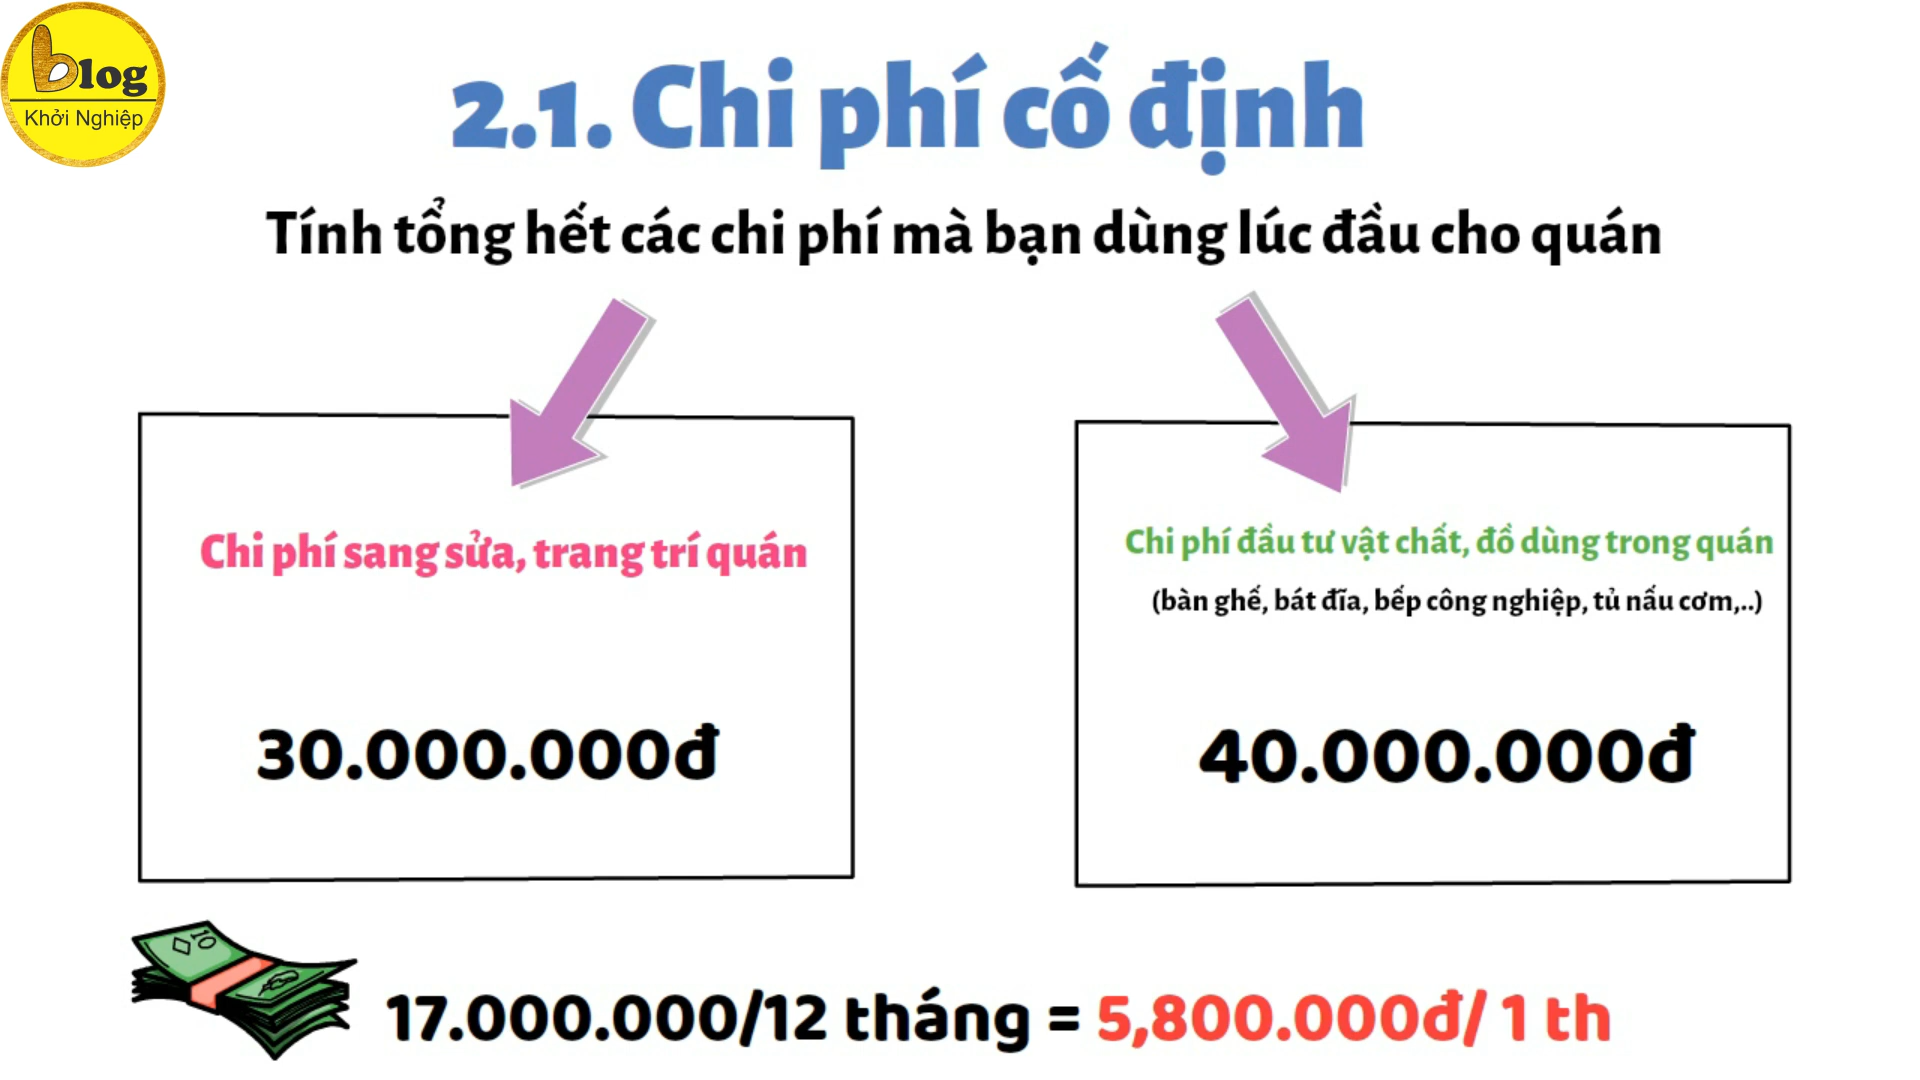 blog
Khởi Nghiệp
2.1. Chi phí cố định
Tính tổng hết các chi phí mà bạn dùng lúc đầu cho quán
Chi phí sang sửa, trang trí quán
30.000.000đ
Chi phí đầu tư vật chất, đồ dùng trong quán
(bàn ghế, bát đĩa, bếp công nghiệp, tủ nấu cơm,..)
40.000.000đ
10
17.000.000/12 tháng = 5,800.000đ/ 1 th